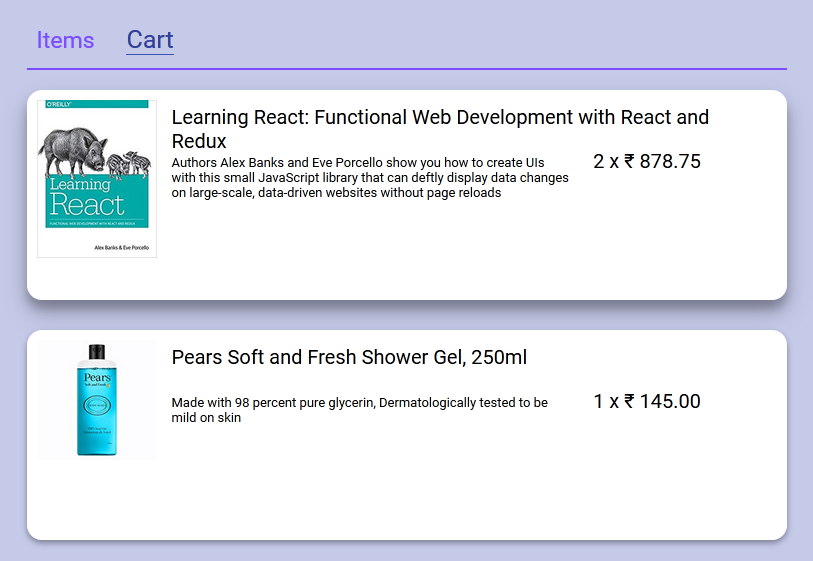 Items Cart
O'REILLY®
Learning React: Functional Web Development with React and
Redux
Authors Alex Banks and Eve Porcello show you how to create UIs
with this small JavaScript library that can deftly display data changes
on large-scale, data-driven websites without page reloads
2 x ₹ 878.75
Learning
React
FUNCTIONAL WEB DEVELOPMENT WITH REACT AND REDUX
Alex Banks & Eve Porcello
Pears Soft and Fresh Shower Gel, 250ml
Made with 98 percent pure glycerin, Dermatologically tested to be
mild on skin
1 x ₹ 145.00
Pears
Soft and Fresh